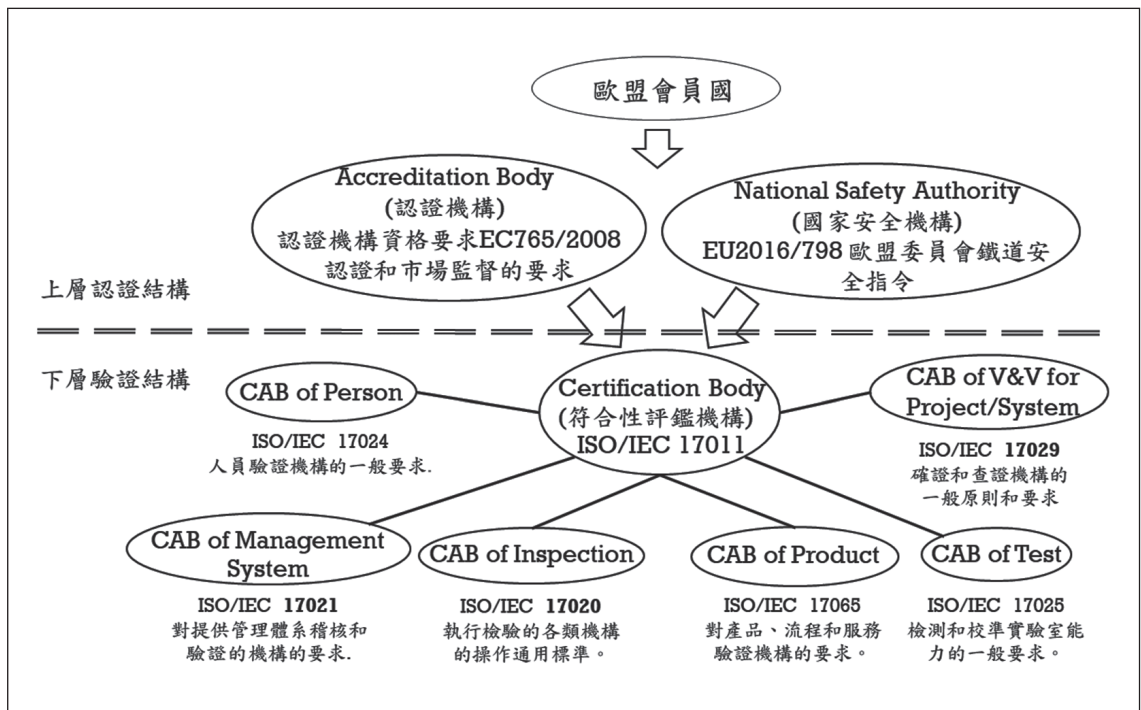 歐盟會員國
Accreditation Body
(認證機構)
認證機構資格要求EC765/2008
認證和市場監督的要求
National Safety Authority
(國家安全機構)
EU2016/798 歐盟委員會鐵道安
全指令
上層認證結構
下層驗證結構
CAB of Person
ISO/IEC 17024
人員驗證機構的一般要求.
Certification Body
(符合性評鑑機構)
ISO/IEC 17011
CAB of V&V for
Project/System
ISO/IEC 17029
確證和查證機構的
一般原則和要求
CAB of Management
System
ISO/IEC 17021
對提供管理體系稽核和
驗證的機構的要求.
CAB of Inspection
ISO/IEC 17020
執行檢驗的各類機構
的操作通用標準。
CAB of Product
ISO/IEC 17065
對產品、流程和服務
驗證機構的要求。
CAB of Test
ISO/IEC 17025
檢測和校準實驗室能
力的一般要求。